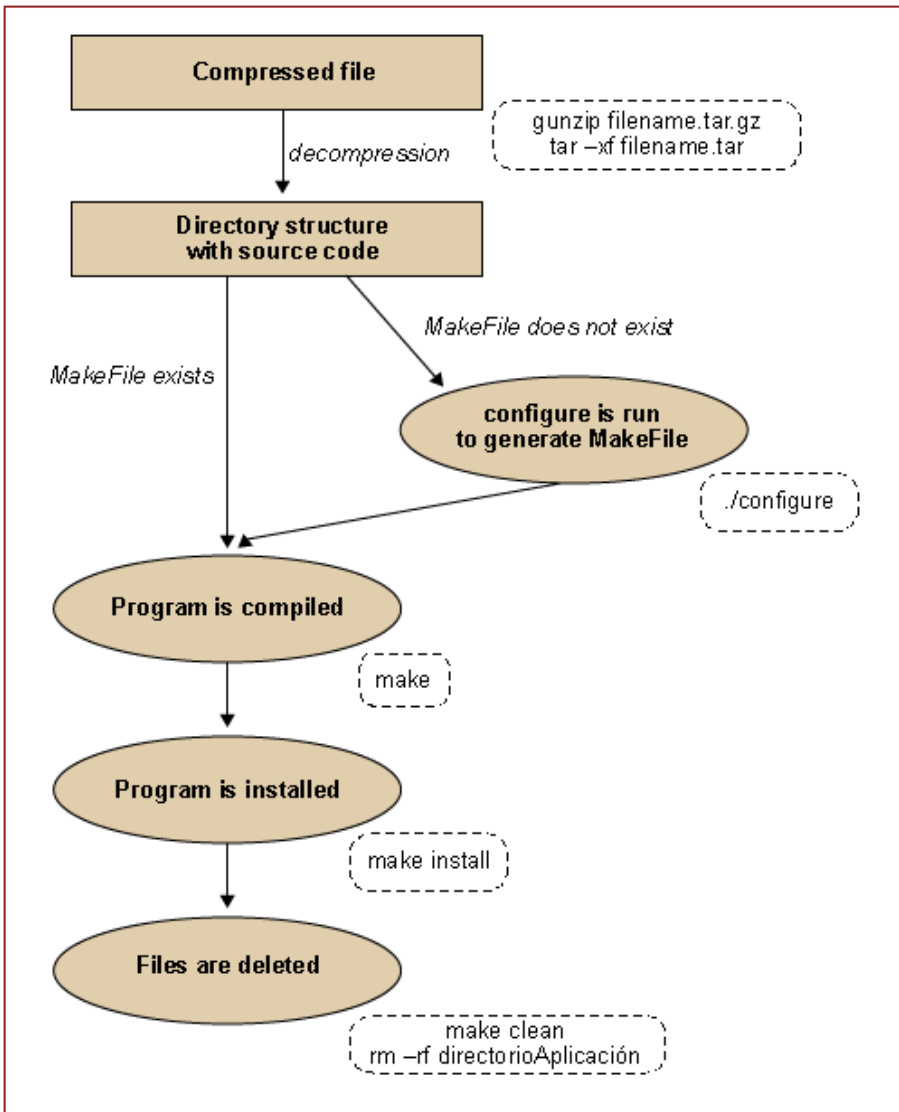 Compressed file
gunzip filename.tar.gz
tar –xf filename.tar
decompression
Directory structure
with source code
MakeFile does not exist
MakeFile exists
configure is run
to generate MakeFile
./configure
Program is compiled
make
Program is installed
make install
Files are deleted
make clean
rm –rf directorioAplicación